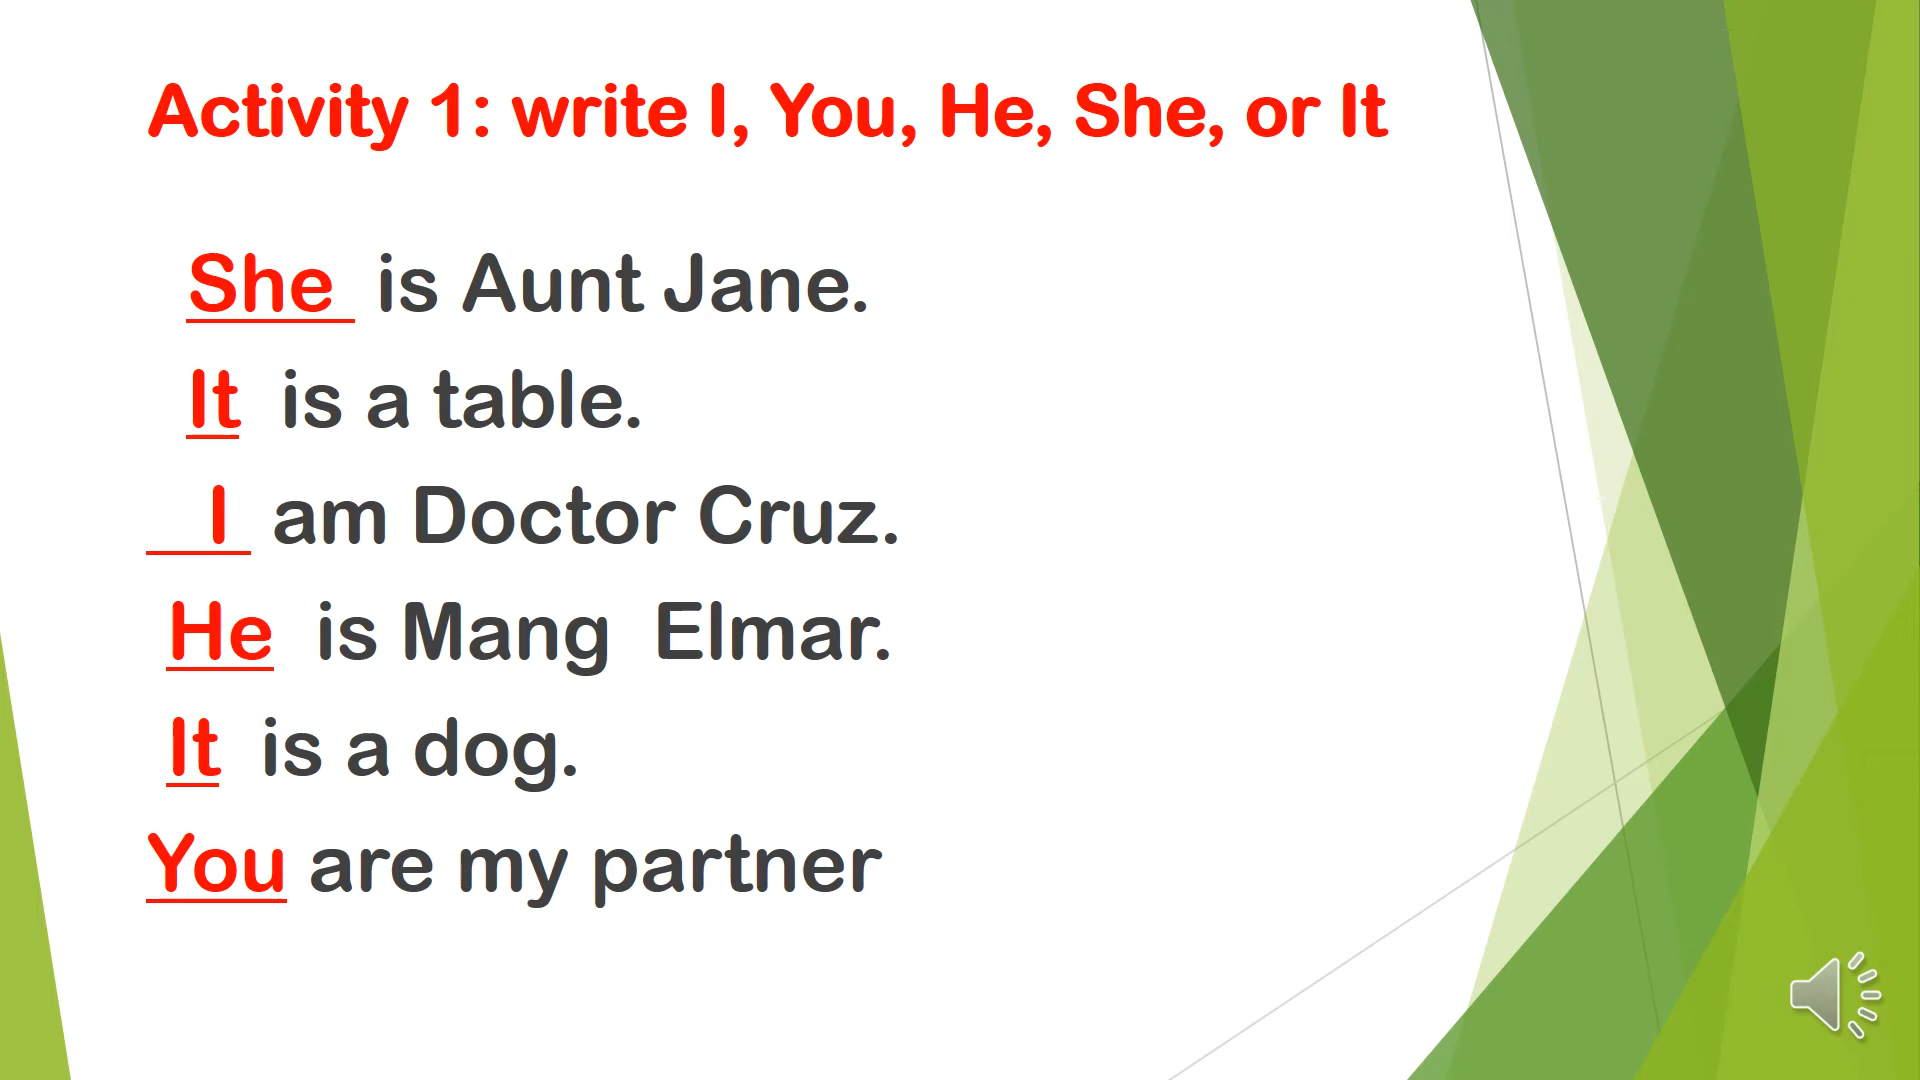 Activity 1: write I, You, He, She, or It
She is Aunt Jane.
It is a table.
I am Doctor Cruz.
He is Mang Elmar.
It is a dog.
You are my partner